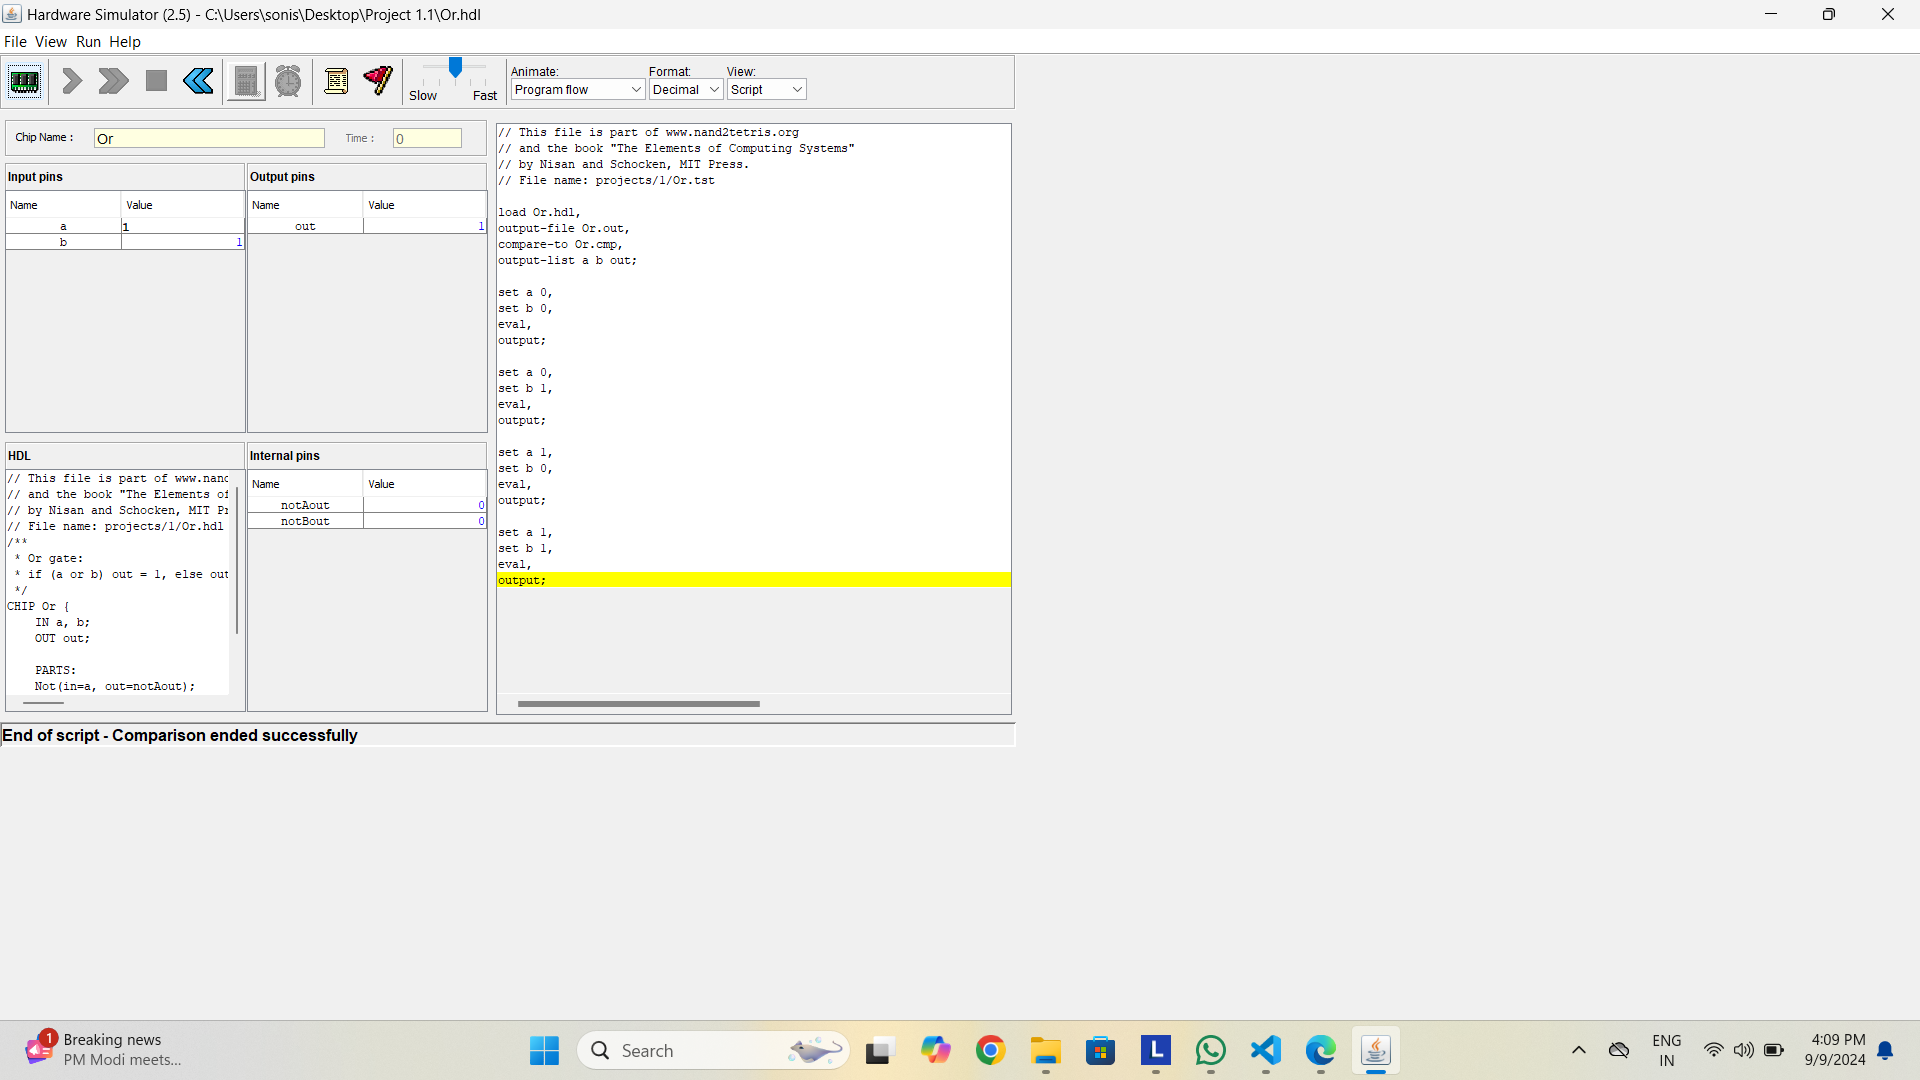 Hardware Simulator (2.5) - C:\Users\sonis\Desktop\Project 1.1\Or.hdl
File View Run Help
Slow Fast
Animate: Format: View:
Program flow Decimal Script
Chip Name : Or Time : 0
Input pins
Name Value
a 1
b 1
Output pins
Name Value
out 1
HDL
// This file is part of www.nand
// and the book "The Elements of
// by Nisan and Schocken, MIT Pr
// File name: projects/1/Or.hdl
/**
* Or gate:
* if (a or b) out = 1, else out
*/
CHIP Or {
IN a, b;
OUT out;
PARTS:
Not(in=a, out=notAout);
Internal pins
Name Value
notAout 0
notBout 0
// This file is part of www.nand2tetris.org
// and the book "The Elements of Computing Systems"
// by Nisan and Schocken, MIT Press.
// File name: projects/1/Or.tst
load Or.hdl,
output-file Or.out,
compare-to Or.cmp,
output-list a b out;
set a 0,
set b 0,
eval,
output;
set a 0,
set b 1,
eval,
output;
set a 1,
set b 0,
eval,
output;
set a 1,
set b 1,
eval,
output;
End of script - Comparison ended successfully
1
Breaking news
PM Modi meets...
Search
L
ENG
IN
4:09 PM
9/9/2024